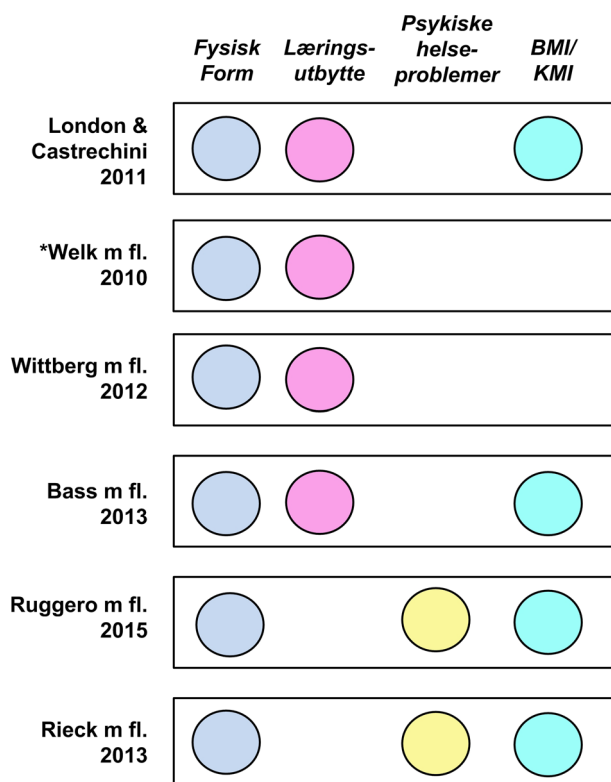 Fysisk
Form
Lærings-
utbytte
Psykiske
helse-
problemer
BMI/
KMI
London &
Castrechini
2011
*Welk m fl.
2010
Wittberg m fl.
2012
Bass m fl.
2013
Ruggero m fl.
2015
Rieck m fl.
2013